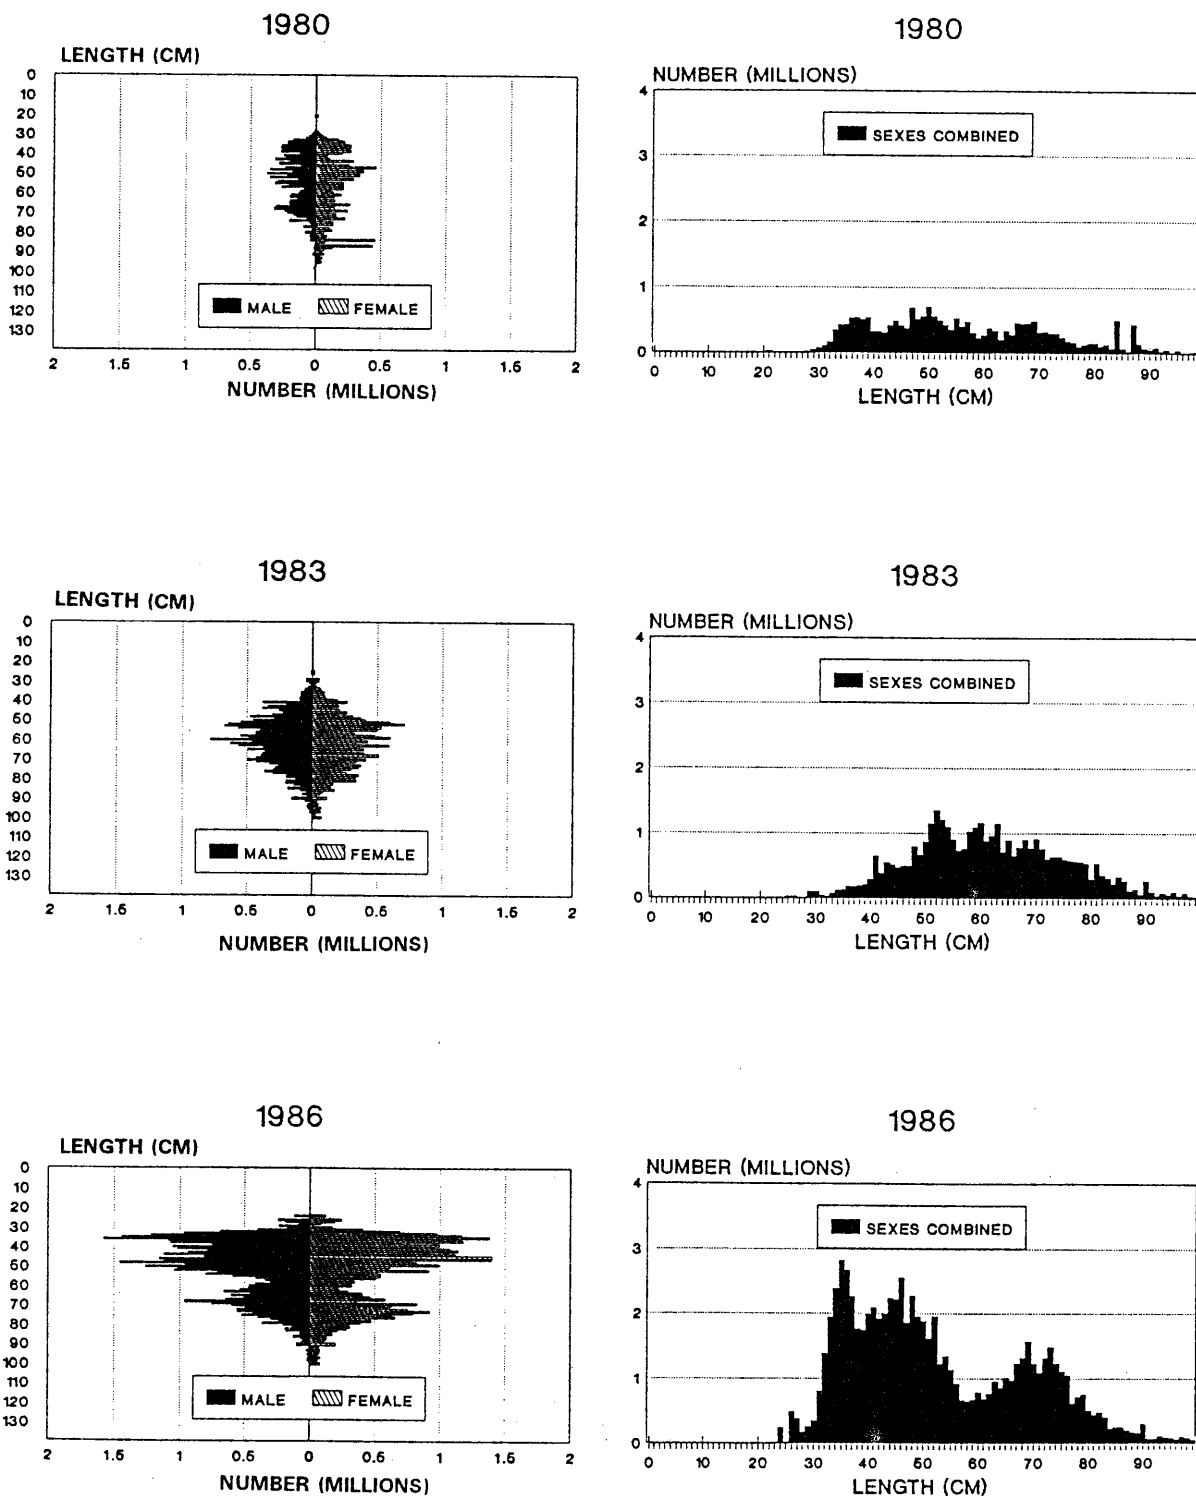 1980
LENGTH (CM)
0
10
20
30
40
50
60
70
80
90
100
110
120
130
MALE FEMALE
2 1.5 1 0.5 0 0.5 1 1.5 2
NUMBER (MILLIONS)
1980
NUMBER (MILLIONS)
4
3
2
1
0
SEXES COMBINED
0 10 20 30 40 50 60 70 80 90
LENGTH (CM)
1983
LENGTH (CM)
0
10
20
30
40
50
60
70
80
90
100
110
120
130
MALE FEMALE
2 1.5 1 0.5 0 0.5 1 1.5 2
NUMBER (MILLIONS)
1983
NUMBER (MILLIONS)
4
3
2
1
0
SEXES COMBINED
0 10 20 30 40 50 60 70 80 90
LENGTH (CM)
1986
LENGTH (CM)
0
10
20
30
40
50
60
70
80
90
100
110
120
130
MALE FEMALE
2 1.5 1 0.5 0 0.5 1 1.5 2
NUMBER (MILLIONS)
1986
NUMBER (MILLIONS)
4
3
2
1
0
SEXES COMBINED
0 10 20 30 40 50 60 70 80 90
LENGTH (CM)